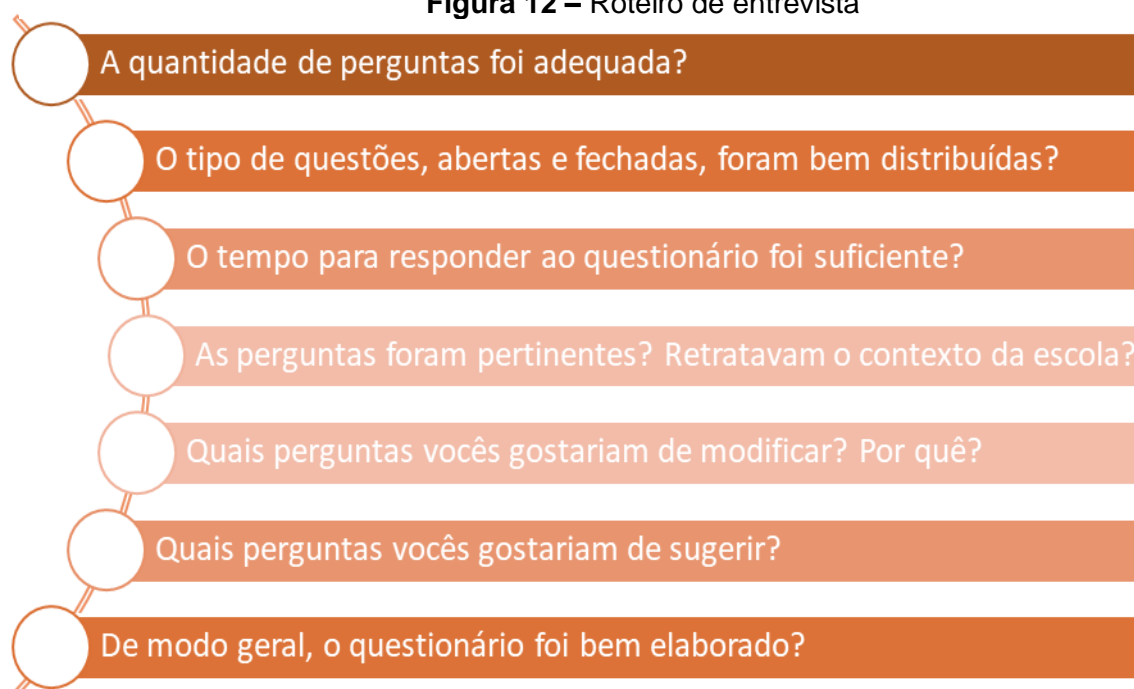 Figura 12 – Roteiro de entrevista
A quantidade de perguntas foi adequada?
O tipo de questões, abertas e fechadas, foram bem distribuídas?
O tempo para responder ao questionário foi suficiente?
As perguntas foram pertinentes? Retratavam o contexto da escola?
Quais perguntas vocês gostariam de modificar? Por quê?
Quais perguntas vocês gostariam de sugerir?
De modo geral, o questionário foi bem elaborado?